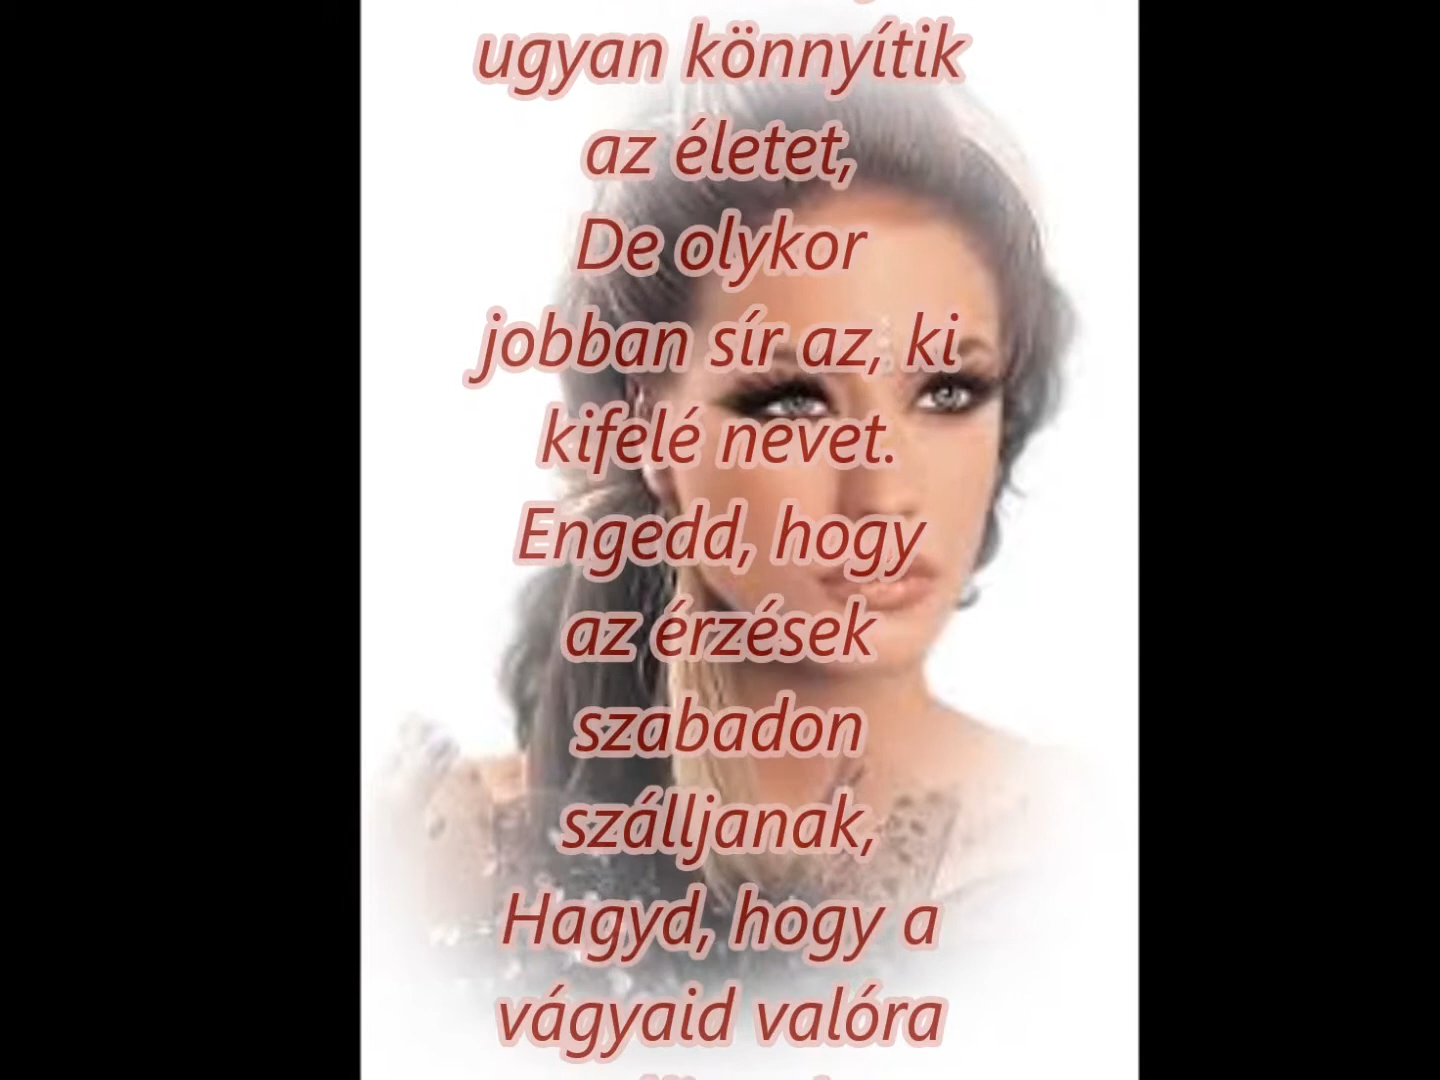 ugyan könnyítik
az életet,
De olykor
jobban sír az, ki
kifelé nevet.
Engedd, hogy
az érzések
szabadon
szálljanak,
Hagyd, hogy a
vágyaid valóra